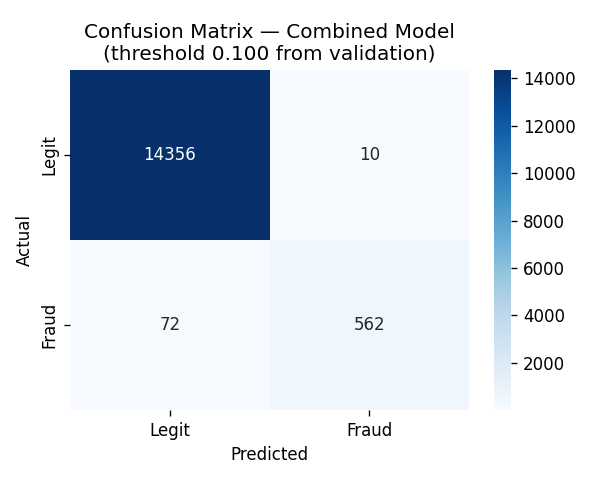 Confusion Matrix — Combined Model
(threshold 0.100 from validation)
14356
10
72
562
Legit
Fraud
Actual
Legit
Fraud
Predicted
14000
12000
10000
8000
6000
4000
2000